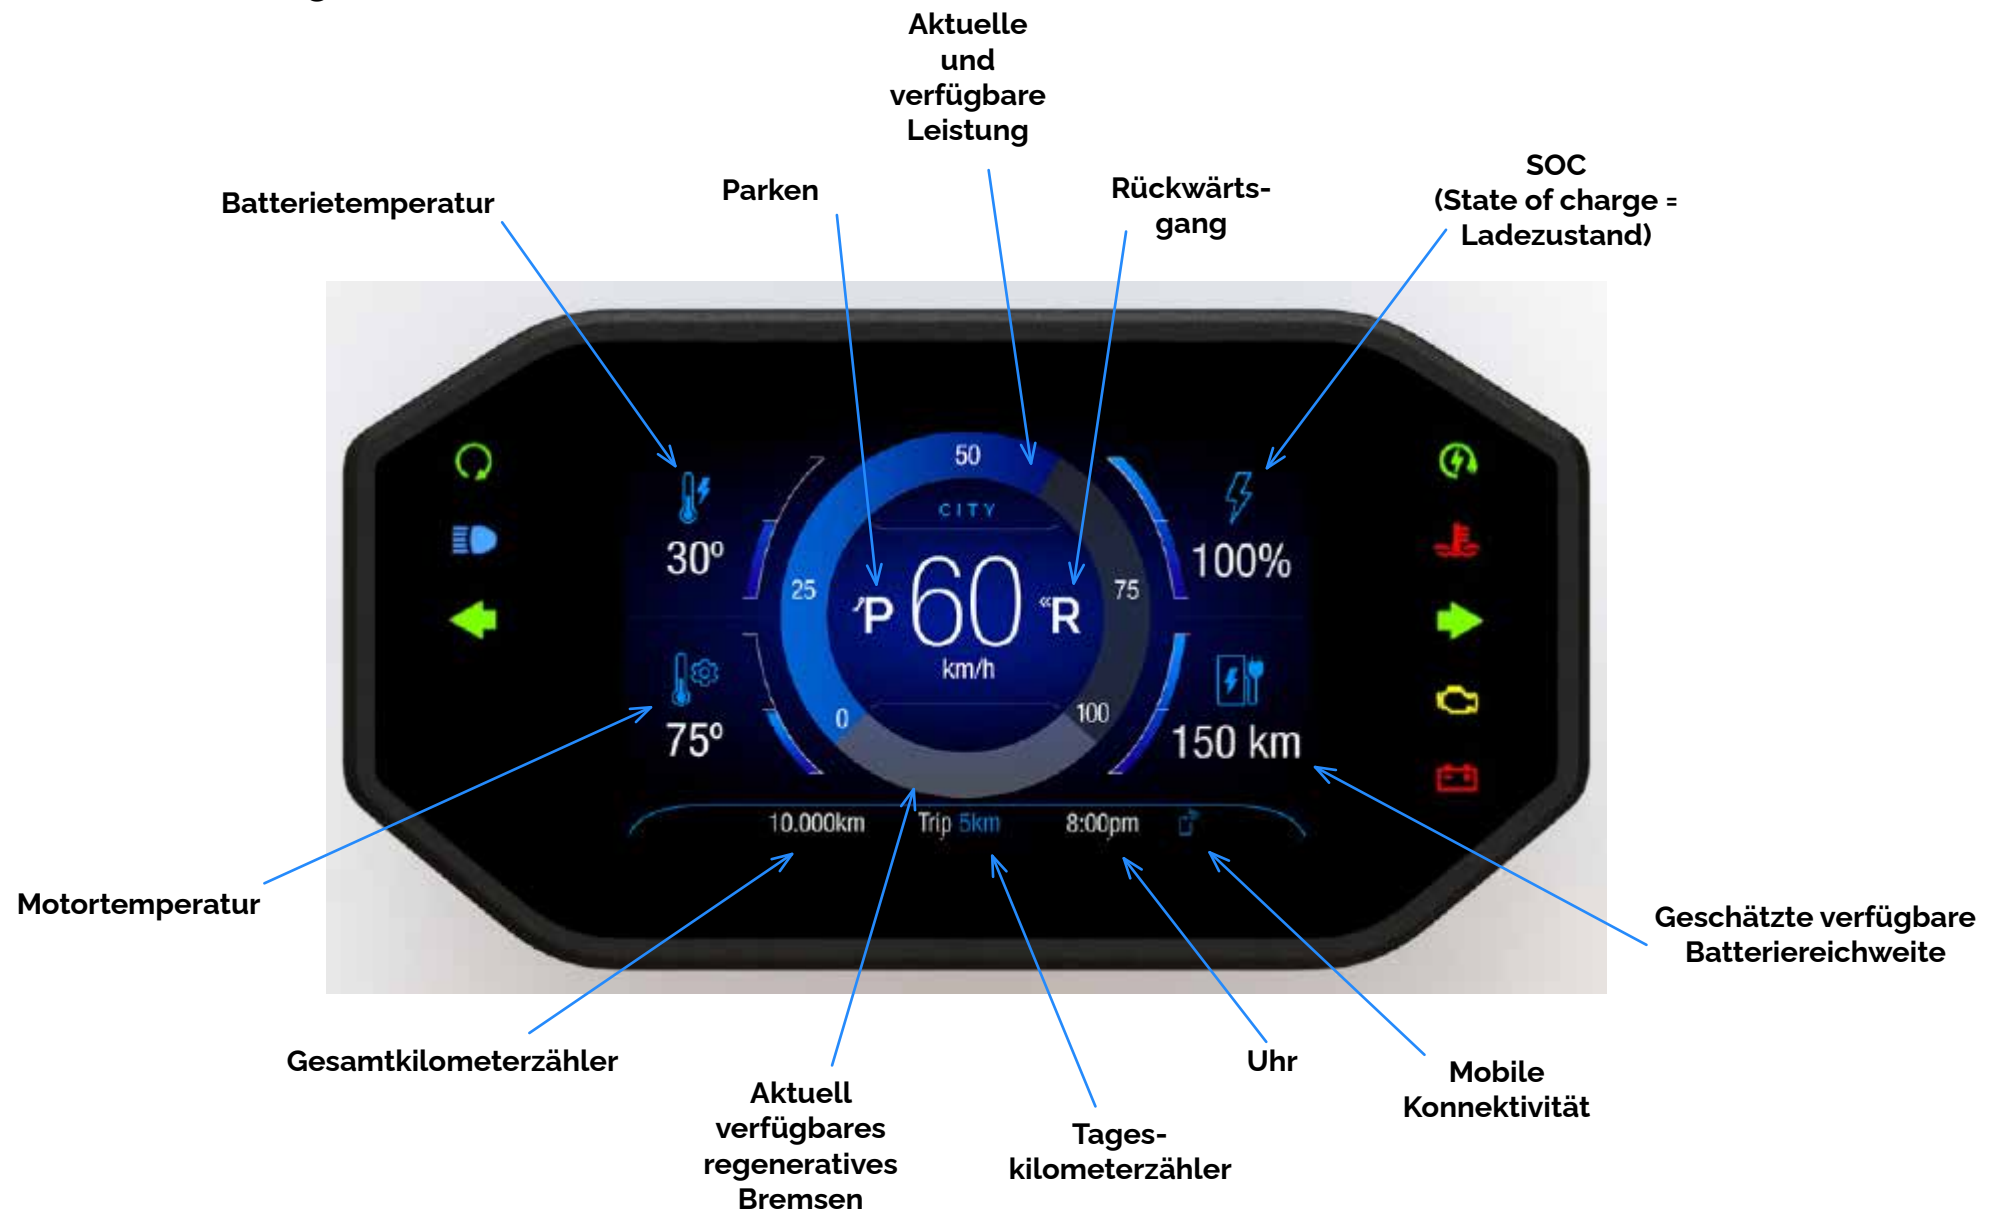 Aktuelle
und
verfügbare
Leistung
SOC
(State of charge =
Ladezustand)
Parken
Rückwärts-
gang
Batterietemperatur
50
CITY
30º
100%
25
75
P
60
R
km/h
0
100
75º
150 km
10.000km
Trip 5km
8:00pm
Motortemperatur
Geschätzte verfügbare
Batteriereichweite
Gesamtkilometerzähler
Uhr
Mobile
Konnektivität
Aktuell
verfügbares
regeneratives
Bremsen
Tages-
kilometerzähler